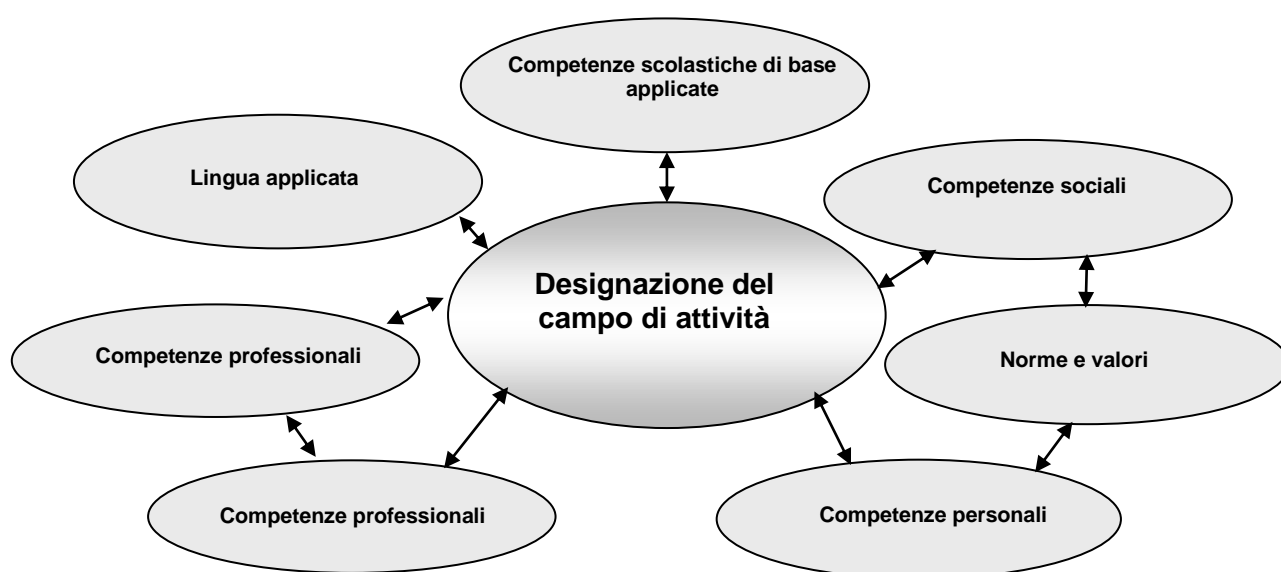 Competenze scolastiche di base
applicate
Lingua applicata
Competenze sociali
Designazione del
campo di attività
Competenze professionali
Norme e valori
Competenze professionali
Competenze personali